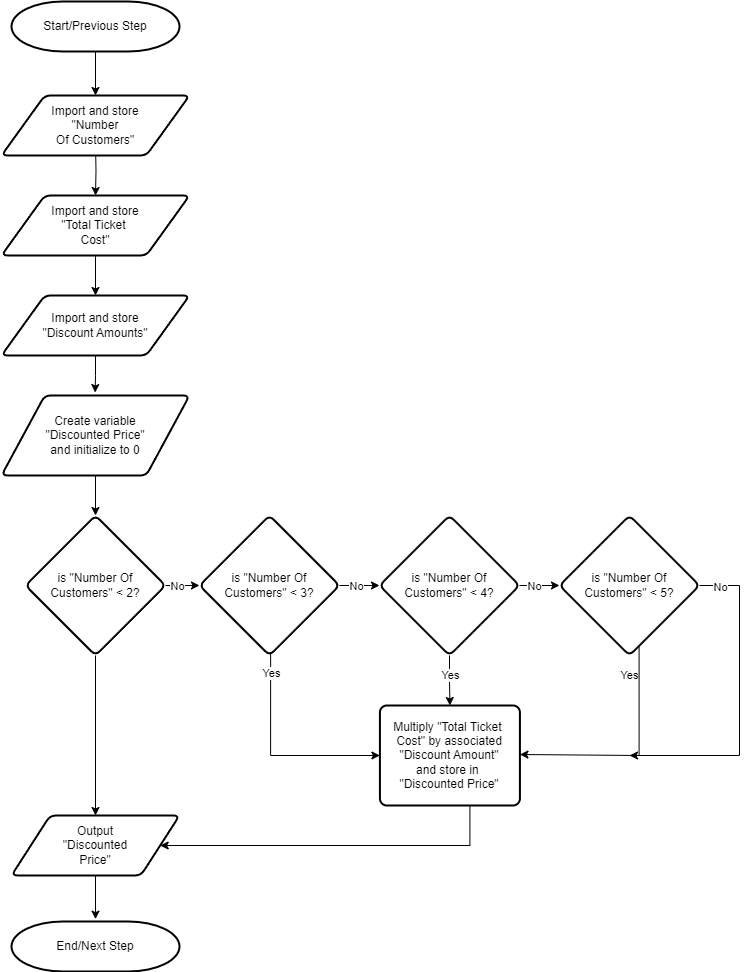 Start/Previous Step
Import and store
"Number
Of Customers"
Import and store
"Total Ticket
Cost"
Import and store
"Discount Amounts"
Create variable
"Discounted Price"
and initialize to 0
is "Number Of
Customers" < 2?
No
is "Number Of
Customers" < 3?
No
is "Number Of
Customers" < 4?
No
is "Number Of
Customers" < 5?
No
Yes
Yes
Yes
Multiply "Total Ticket
Cost" by associated
"Discount Amount"
and store in
"Discounted Price"
Output
"Discounted
Price"
End/Next Step